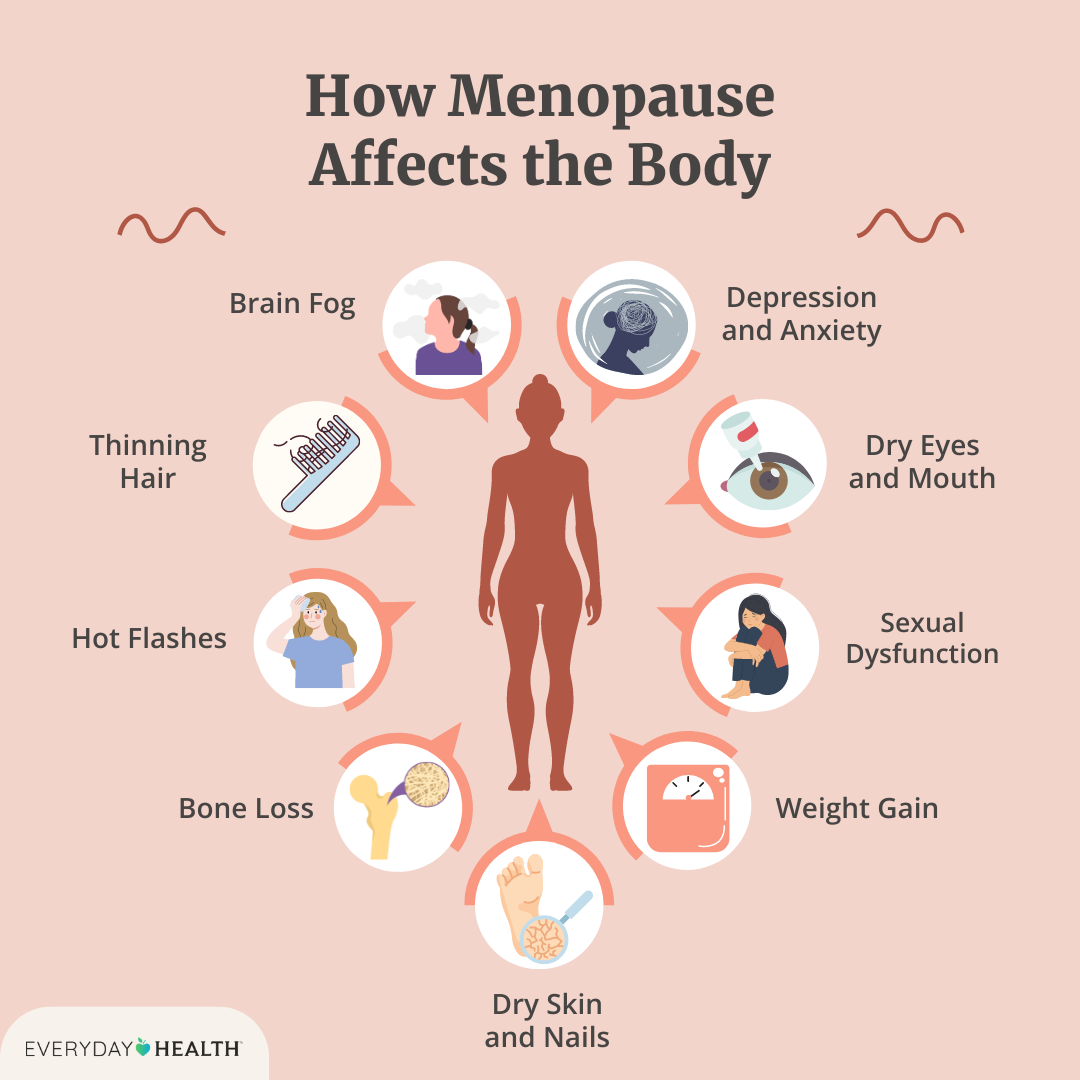 How Menopause
Affects the Body
Brain Fog
Depression
and Anxiety
Thinning
Hair
Dry Eyes
and Mouth
Hot Flashes
Sexual
Dysfunction
Bone Loss
Weight Gain
Dry Skin
and Nails
EVERYDAY HEALTH